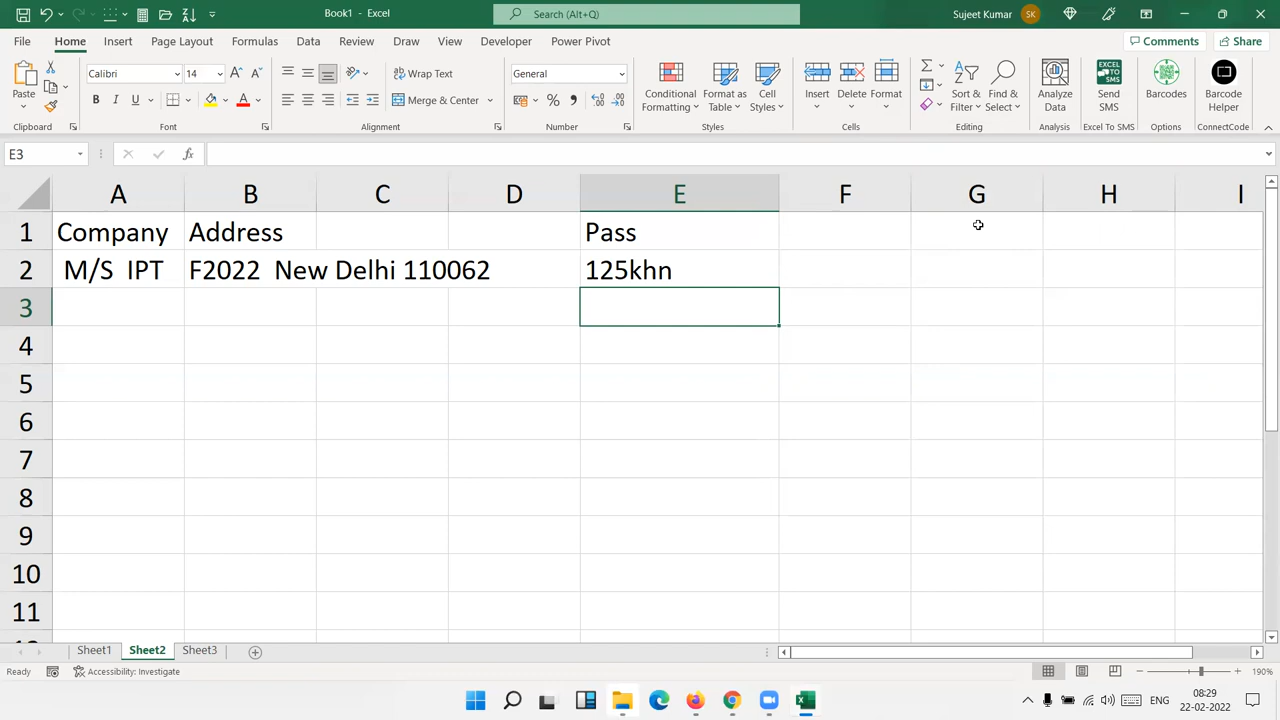 Book1 - Excel
Search (Alt+Q)
Sujeet Kumar
SK
File Home Insert Page Layout Formulas Data Review Draw View Developer Power Pivot
Comments
Share
Paste
Calibri
14
Wrap Text
General
Merge & Center
Conditional Formatting
Format as Table
Cell Styles
Insert
Delete
Format
Sort & Filter
Find & Select
Analyze Data
EXCEL TO SMS
Send SMS
Barcodes
Barcode Helper
Clipboard
Font
Alignment
Number
Styles
Cells
Editing
Analysis
Excel To SMS
Options
ConnectCode
E3
fx
A B C D E F G H I
1 Company Address Pass
2 M/S IPT F2022 New Delhi 110062 125khn
3
4
5
6
7
8
9
10
11
Sheet1 Sheet2 Sheet3
Ready
Accessibility: Investigate
190%
ENG
08:29
22-02-2022